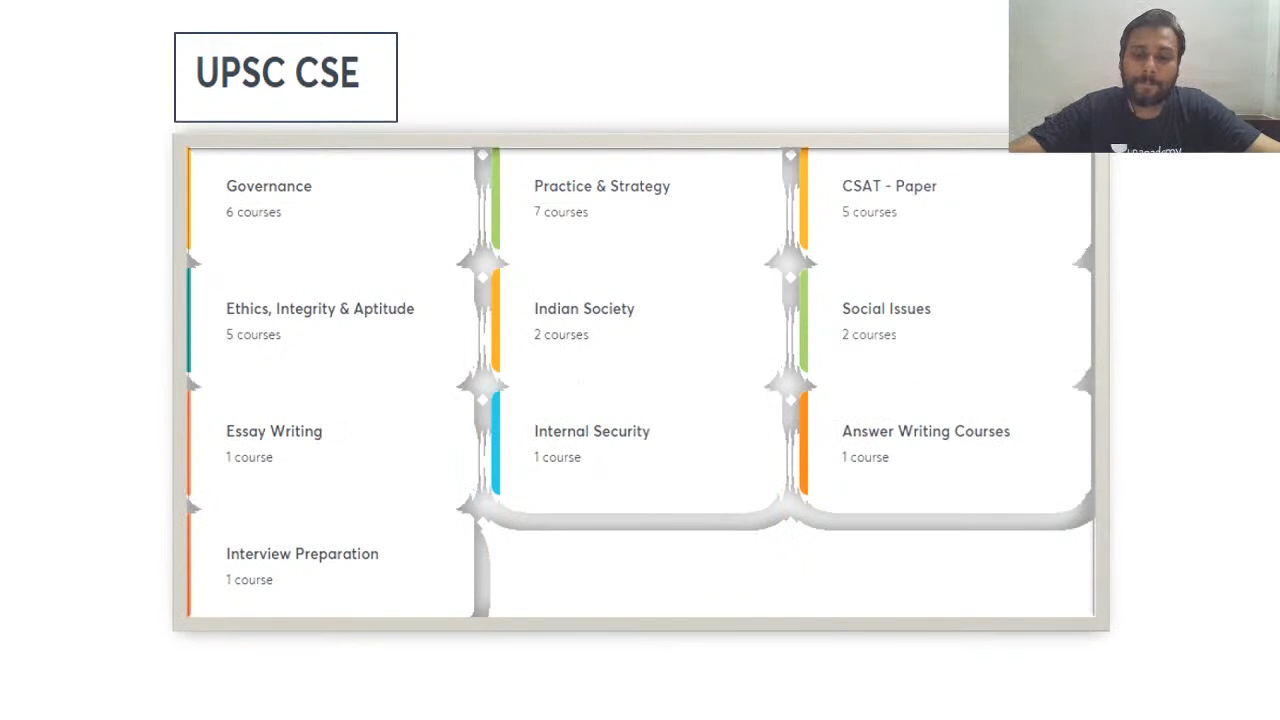 UPSC CSE
Governance
6 courses
Practice & Strategy
7 courses
CSAT - Paper
5 courses
Ethics, Integrity & Aptitude
5 courses
Indian Society
2 courses
Social Issues
2 courses
Essay Writing
1 course
Internal Security
1 course
Answer Writing Courses
1 course
Interview Preparation
1 course